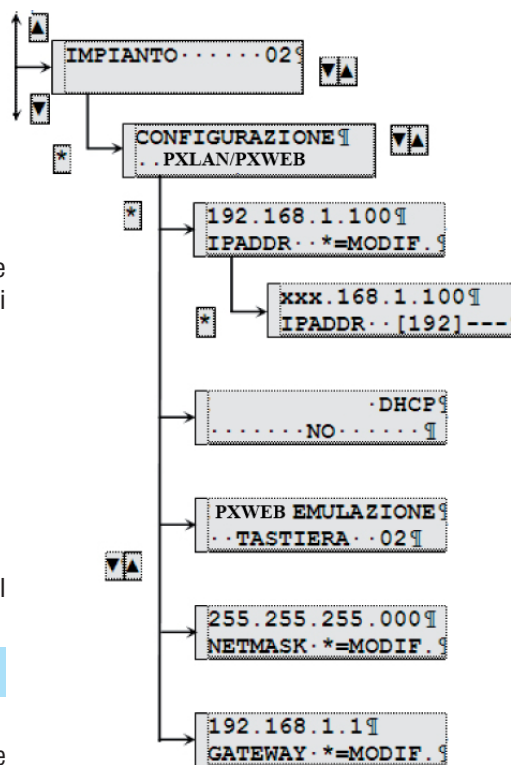 IMPIANTO······02¶
CONFIGURAZIONE¶
..PXLAN/PXWEB
*
*
192.168.1.100¶
IPADDR··*=MODIF.¶
e
i
xxx.168.1.100¶
IPADDR··[192]---
*
·DHCP¶
·······NO······¶
PXWEB EMULAZIONE¶
··TASTIERA··02¶
l
255.255.255.000¶
NETMASK·*=MODIF.¶
192.168.1.1¶
GATEWAY·*=MODIF.¶
e